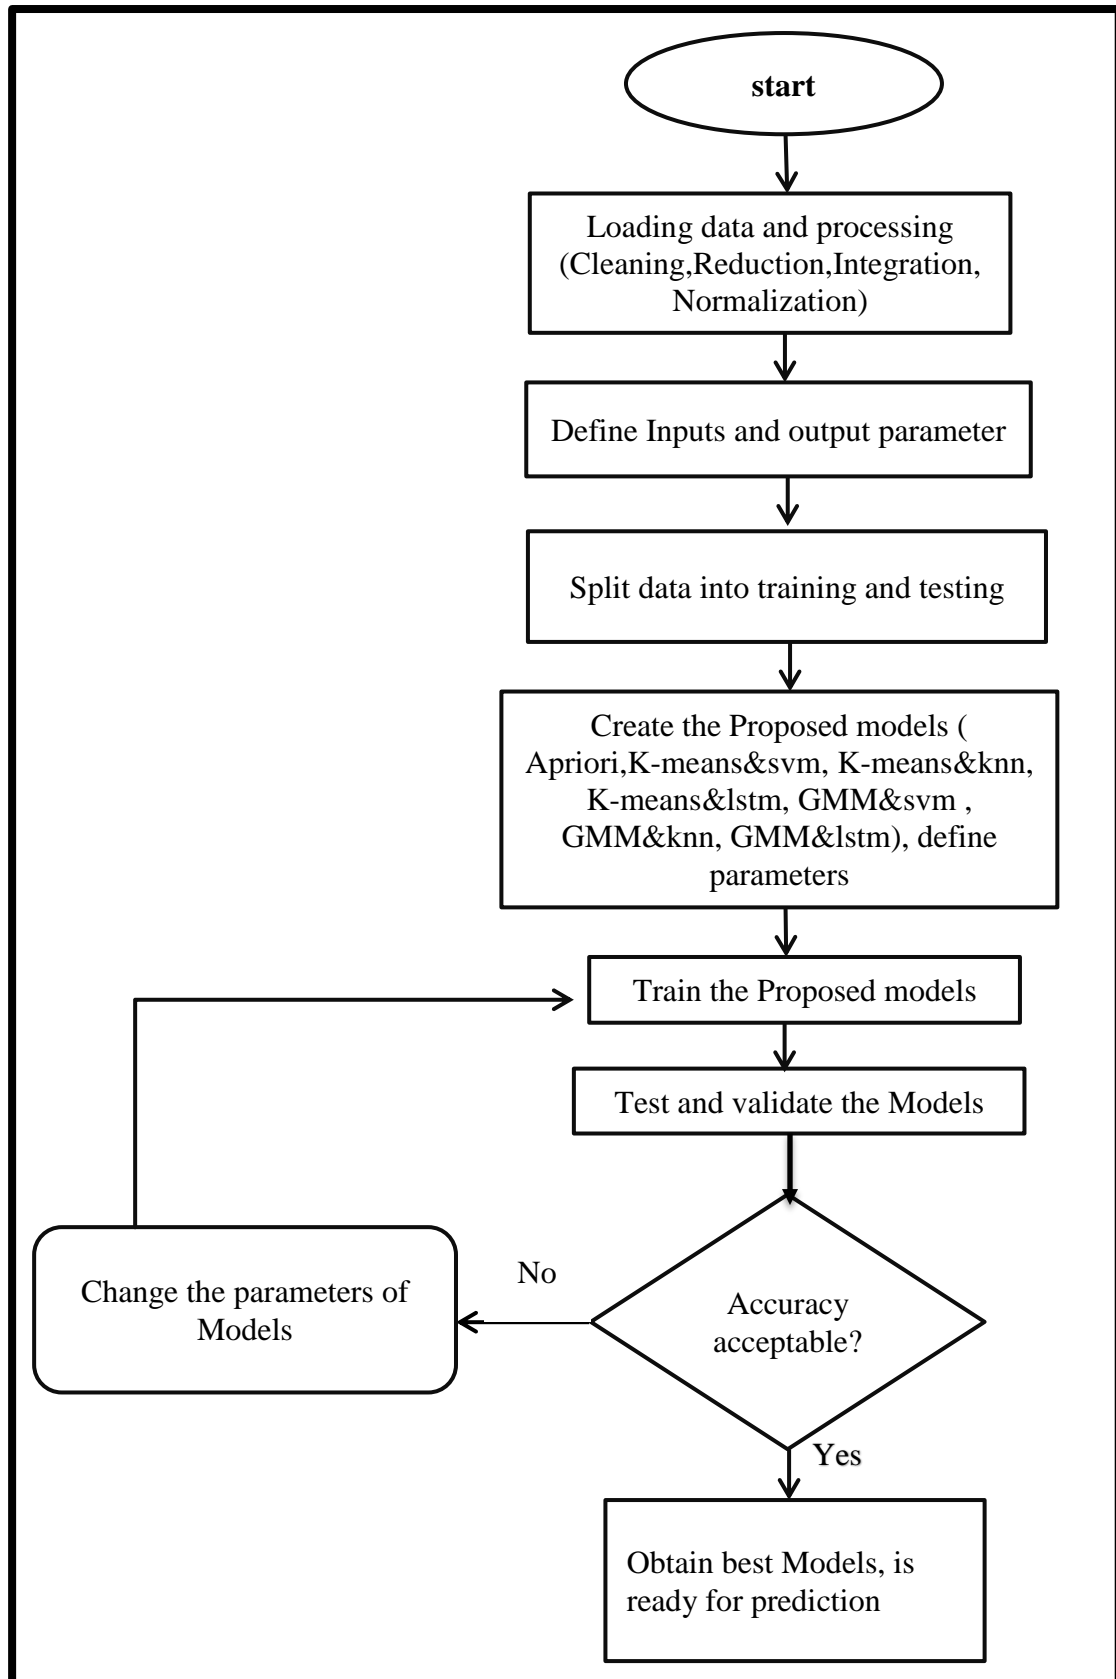 start
Loading data and processing
(Cleaning,Reduction,Integration,
Normalization)
Define Inputs and output parameter
Split data into training and testing
Create the Proposed models (
Apriori,K-means&svm, K-means&knn,
K-means&lstm, GMM&svm ,
GMM&knn, GMM&lstm), define
parameters
Train the Proposed models
Test and validate the Models
No
Change the parameters of
Models
Accuracy
acceptable?
Yes
Obtain best Models, is
ready for prediction